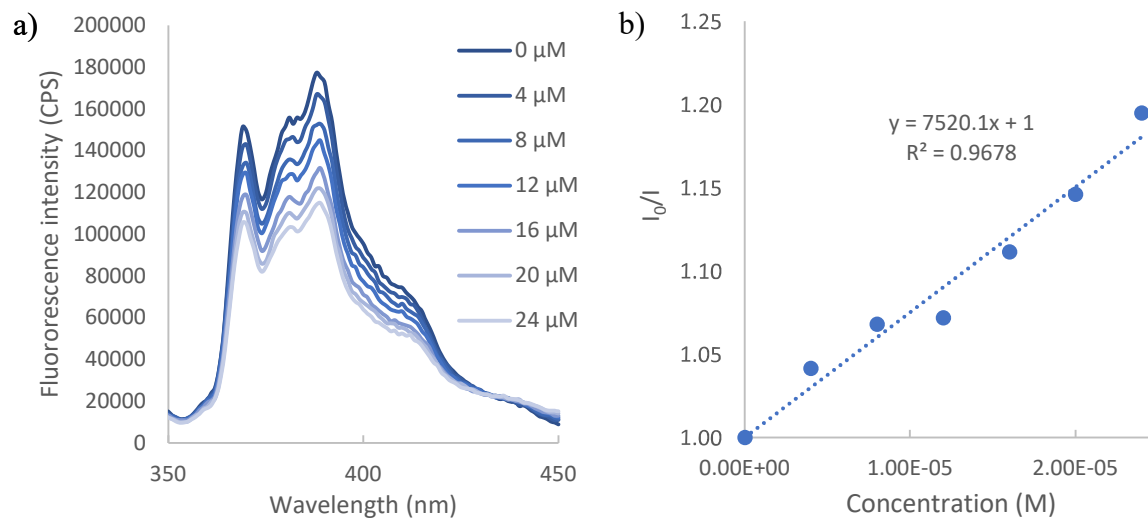 a)
Fluorescence intensity (CPS)
200000
180000
160000
140000
120000
100000
80000
60000
40000
20000
0
350
400
450
Wavelength (nm)
0 µM
4 µM
8 µM
12 µM
16 µM
20 µM
24 µM
b)
I₀/I
1.25
1.20
1.15
1.10
1.05
1.00
0.00E+00
1.00E-05
2.00E-05
Concentration (M)
y = 7520.1x + 1
R² = 0.9678